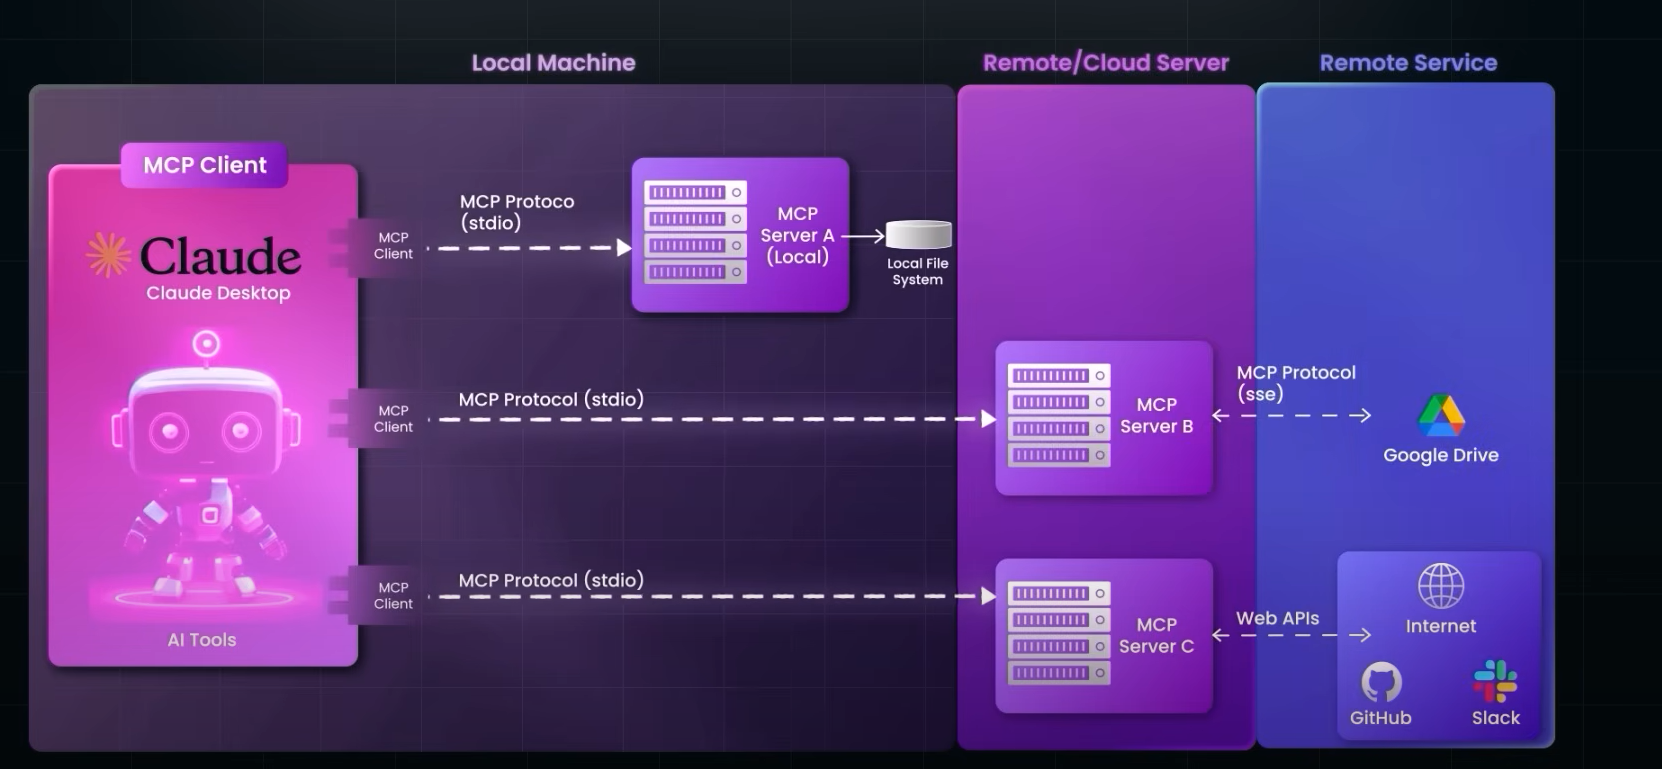 Local Machine
Remote/Cloud Server
Remote Service
MCP Client
Claude
Claude Desktop
AI Tools
MCP
Client
MCP Protoco
(stdio)
MCP
Server A
(Local)
Local File
System
MCP
Client
MCP Protocol (stdio)
MCP
Server B
MCP Protocol
(sse)
Google Drive
MCP
Client
MCP Protocol (stdio)
MCP
Server C
Web APIs
Internet
GitHub
Slack